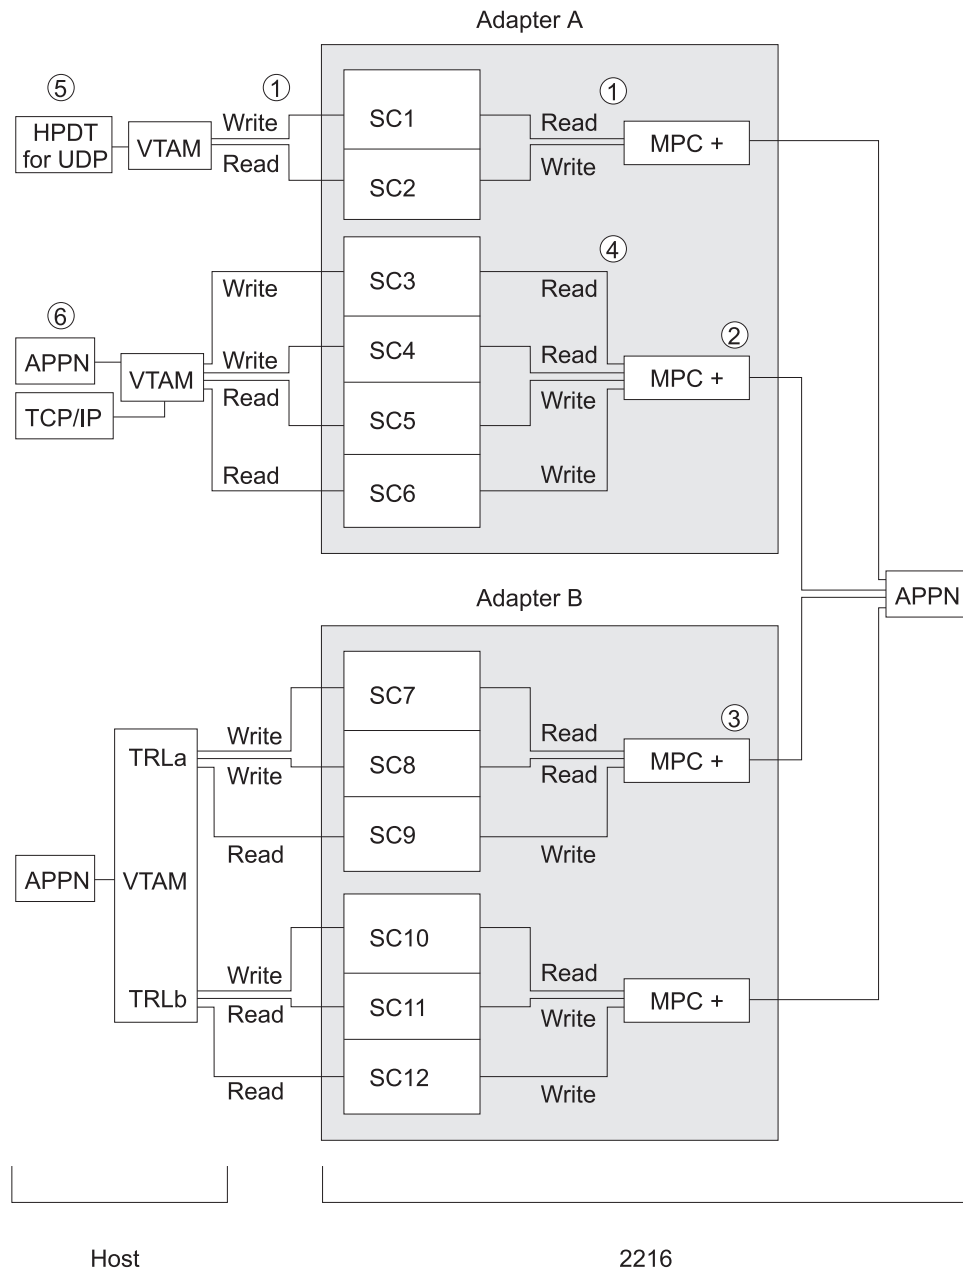 Adapter A
⑤ ① ①
HPDT
for UDP
VTAM
Write
Read
SC1
SC2
Read
Write
MPC +
④
②
⑥
APPN
TCP/IP
VTAM
Write
Write
Read
Read
SC3
SC4
SC5
SC6
Read
Read
Write
Write
MPC +
APPN
Adapter B
③
APPN
TRLa
VTAM
TRLb
Write
Write
Read
SC7
SC8
SC9
Read
Read
Write
MPC +
Write
Read
Read
SC10
SC11
SC12
Read
Write
Write
MPC +
Host
2216